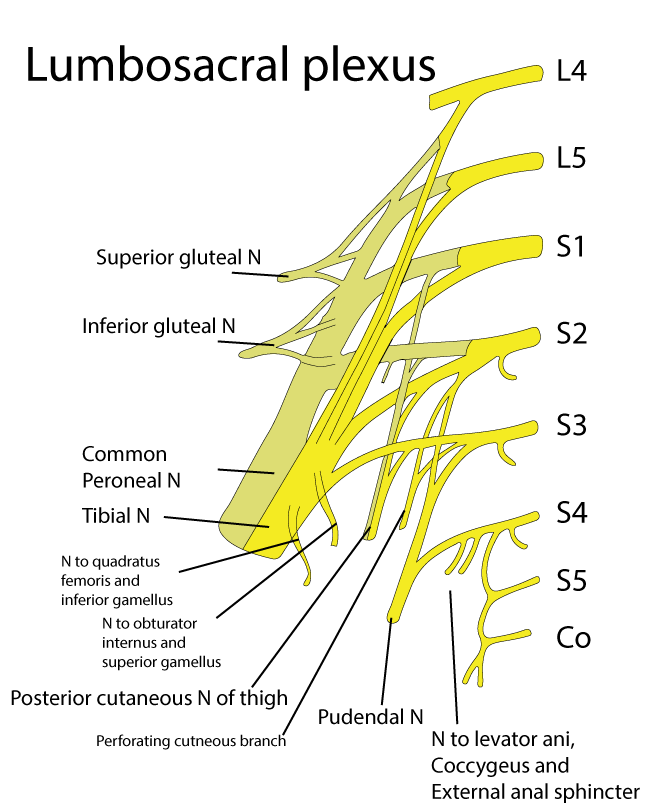 Lumbosacral plexus
L4
L5
S1
Superior gluteal N
Inferior gluteal N
S2
S3
Common
Peroneal N
Tibial N
S4
N to quadratus
femoris and
inferior gamellus
S5
N to obturator
internus and
superior gamellus
Co
Posterior cutaneous N of thigh
Pudendal N
Perforating cutneous branch
N to levator ani,
Coccygeus and
External anal sphincter